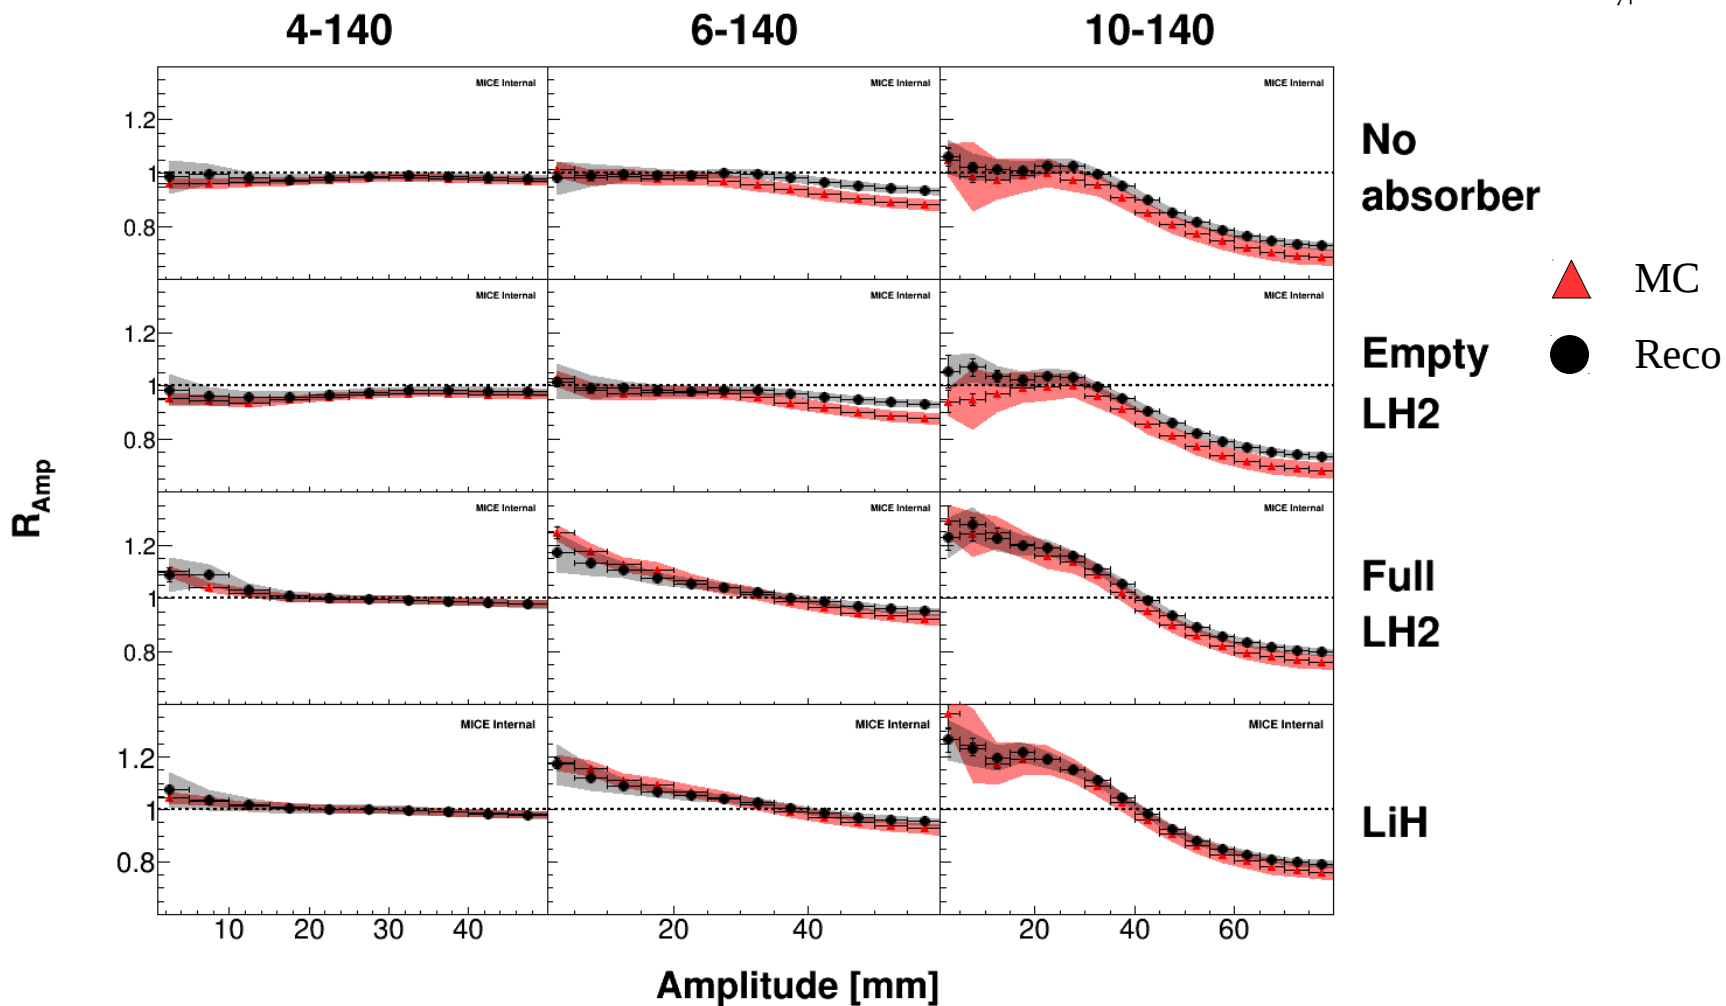 4-140 6-140 10-140
MICE Internal MICE Internal MICE Internal
1.2
1
0.8
No
absorber
MC
Reco
MICE Internal MICE Internal MICE Internal
1.2
1
0.8
Empty
LH2
R_Amp
MICE Internal MICE Internal MICE Internal
1.2
1
0.8
Full
LH2
MICE Internal MICE Internal MICE Internal
1.2
1
0.8
LiH
10 20 30 40 20 40 20 40 60
Amplitude [mm]